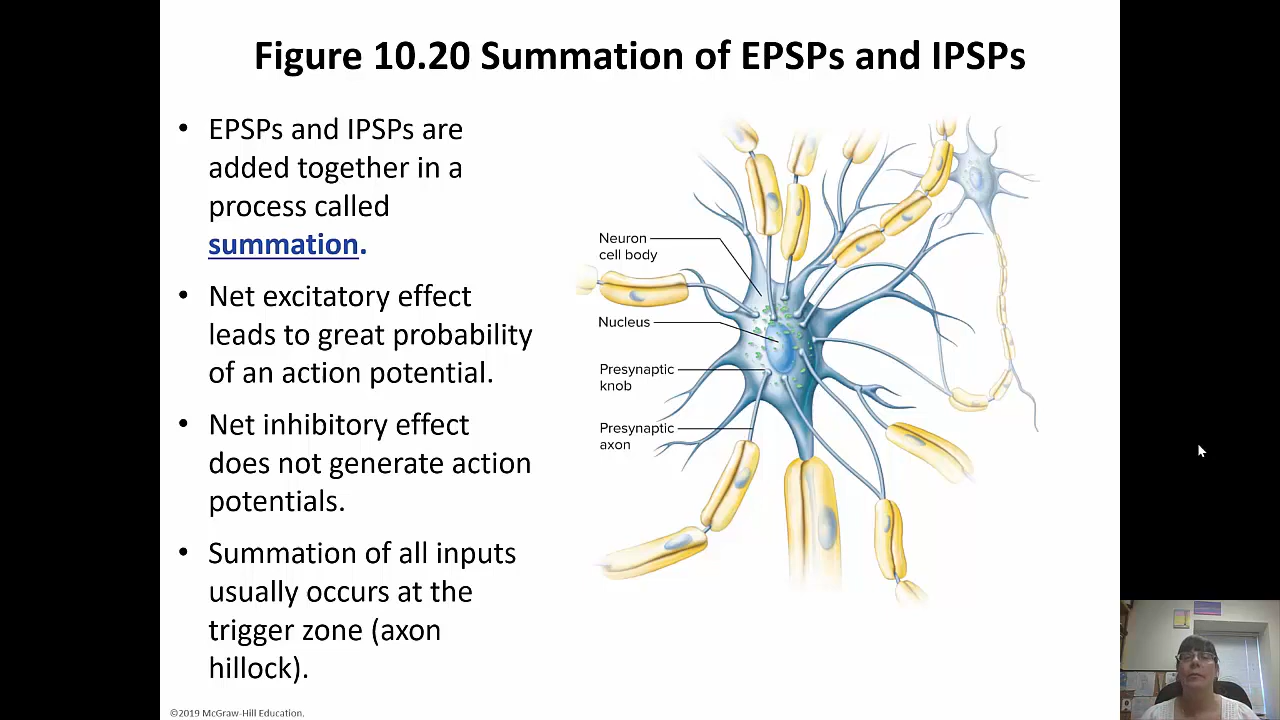 Figure 10.20 Summation of EPSPs and IPSPs
• EPSPs and IPSPs are
added together in a
process called
summation.
• Net excitatory effect
leads to great probability
of an action potential.
• Net inhibitory effect
does not generate action
potentials.
• Summation of all inputs
usually occurs at the
trigger zone (axon
hillock).
Neuron
cell body
Nucleus
Presynaptic
knob
Presynaptic
axon
©2019 McGraw-Hill Education.